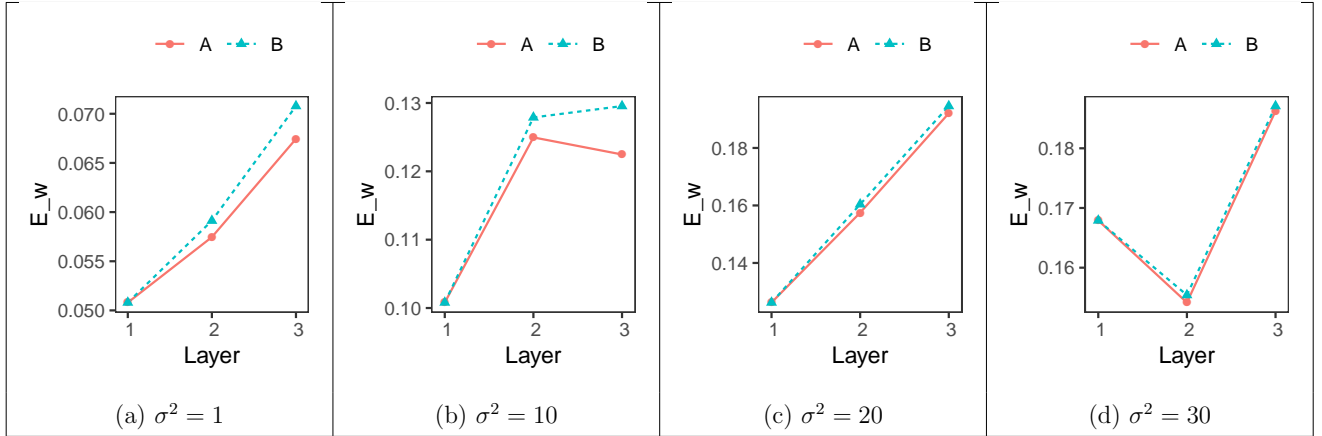 A B
0.070
0.065
0.060
0.055
0.050
E_w
1 2 3
Layer
(a) σ² = 1
A B
0.13
0.12
0.11
0.10
E_w
1 2 3
Layer
(b) σ² = 10
A B
0.18
0.16
0.14
E_w
1 2 3
Layer
(c) σ² = 20
A B
0.18
0.17
0.16
E_w
1 2 3
Layer
(d) σ² = 30